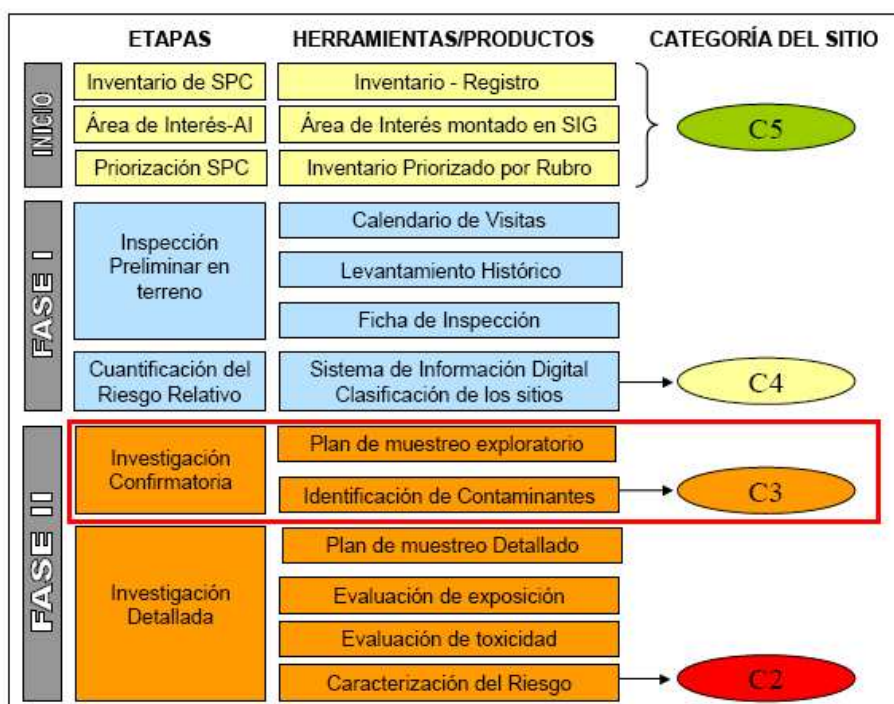 ETAPAS HERRAMIENTAS/PRODUCTOS CATEGORÍA DEL SITIO
INICIO
Inventario de SPC
Inventario - Registro
Área de Interés-AI
Área de Interés montado en SIG
Priorización SPC
Inventario Priorizado por Rubro
C5
FASE I
Inspección
Preliminar en
terreno
Calendario de Visitas
Levantamiento Histórico
Ficha de Inspección
Cuantificación del
Riesgo Relativo
Sistema de Información Digital
Clasificación de los sitios
C4
FASE II
Investigación
Confirmatoria
Plan de muestreo exploratorio
Identificación de Contaminantes
C3
Investigación
Detallada
Plan de muestreo Detallado
Evaluación de exposición
Evaluación de toxicidad
Caracterización del Riesgo
C2